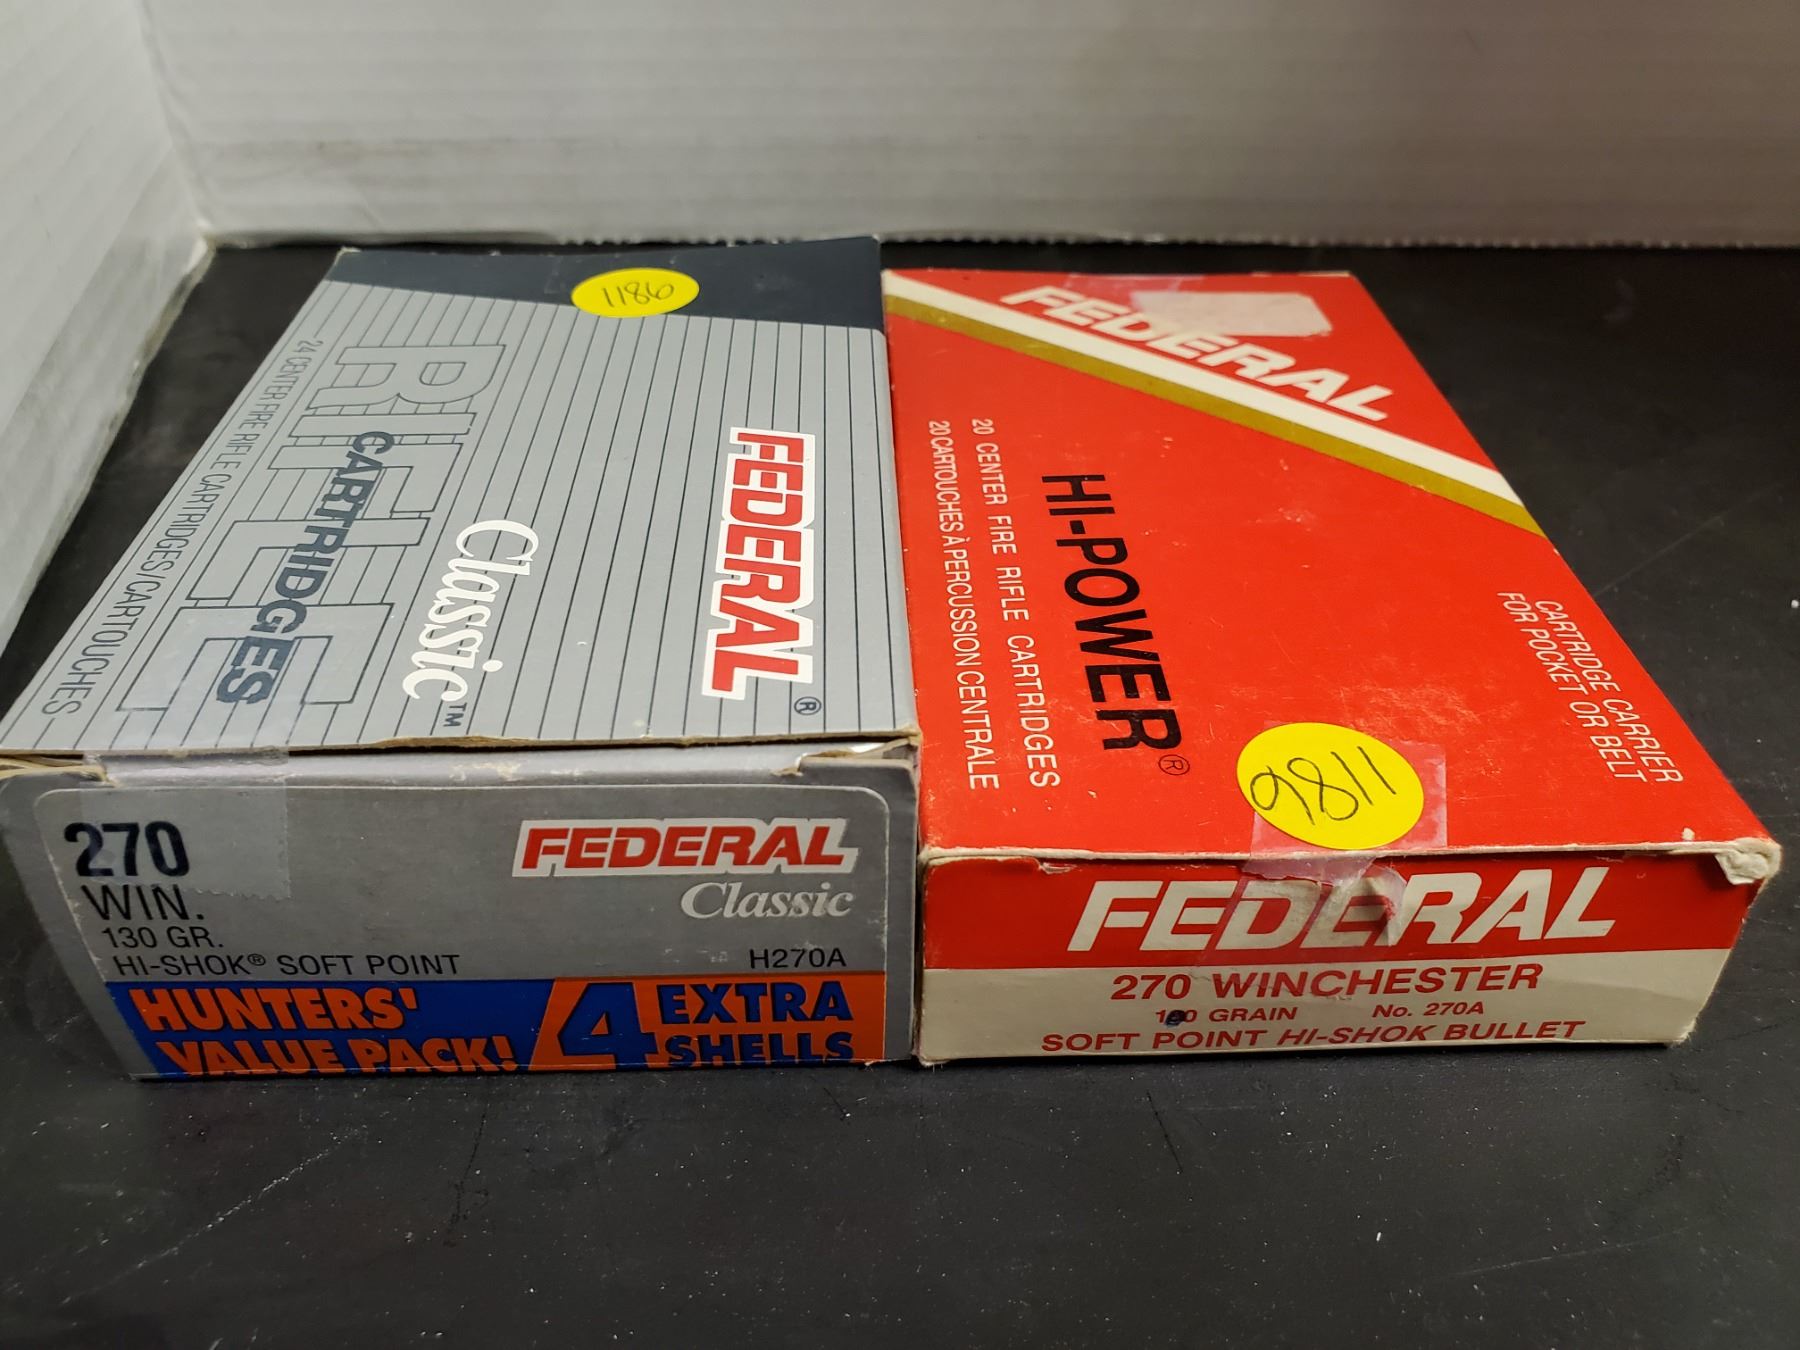 1186
FEDERAL®
Classic™
RIFLE
CARTRIDGES
24 CENTER FIRE RIFLE CARTRIDGES/CARTOUCHES
270
WIN.
130 GR.
HI-SHOK® SOFT POINT
FEDERAL
Classic
H270A
HUNTERS'
VALUE PACK!
4 EXTRA
SHELLS
FEDERAL
HI-POWER®
20 CENTER FIRE RIFLE CARTRIDGES
20 CARTOUCHES À PERCUSSION CENTRALE
CARTRIDGE CARRIER
FOR POCKET OR BELT
1186
FEDERAL
270 WINCHESTER
GRAIN No. 270A
SOFT POINT HI-SHOK BULLET